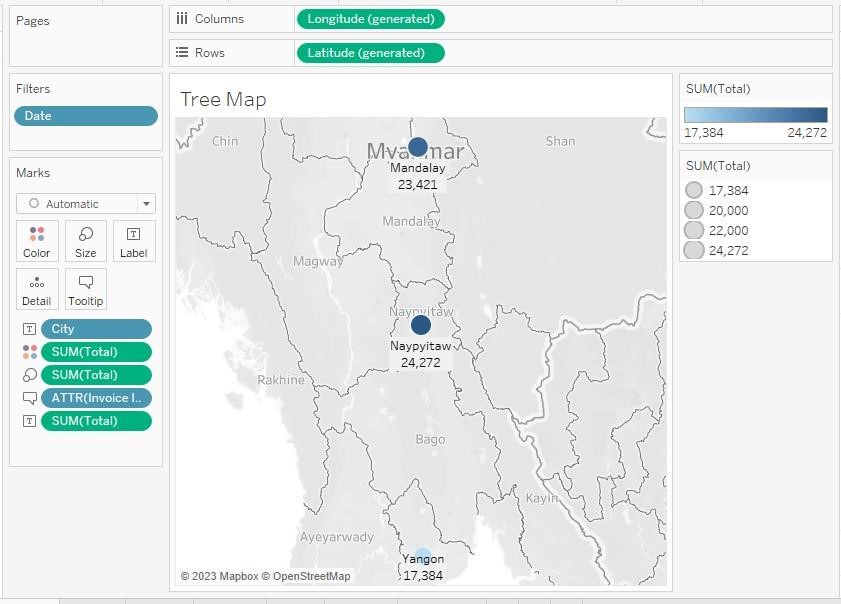 Pages
Columns
Longitude (generated)
Rows
Latitude (generated)
Filters
Date
Marks
Automatic
Color
Size
Label
Detail
Tooltip
City
SUM(Total)
SUM(Total)
ATTR(Invoice I..
SUM(Total)
Tree Map
Chin
Myanmar
Shan
Mandalay
23,421
Mandalay
Magway
Naypyitaw
Naypyitaw
24,272
Rakhine
Bago
Kayin
Ayeyarwady
Yangon
17,384
© 2023 Mapbox © OpenStreetMap
SUM(Total)
17,384 24,272
SUM(Total)
17,384
20,000
22,000
24,272